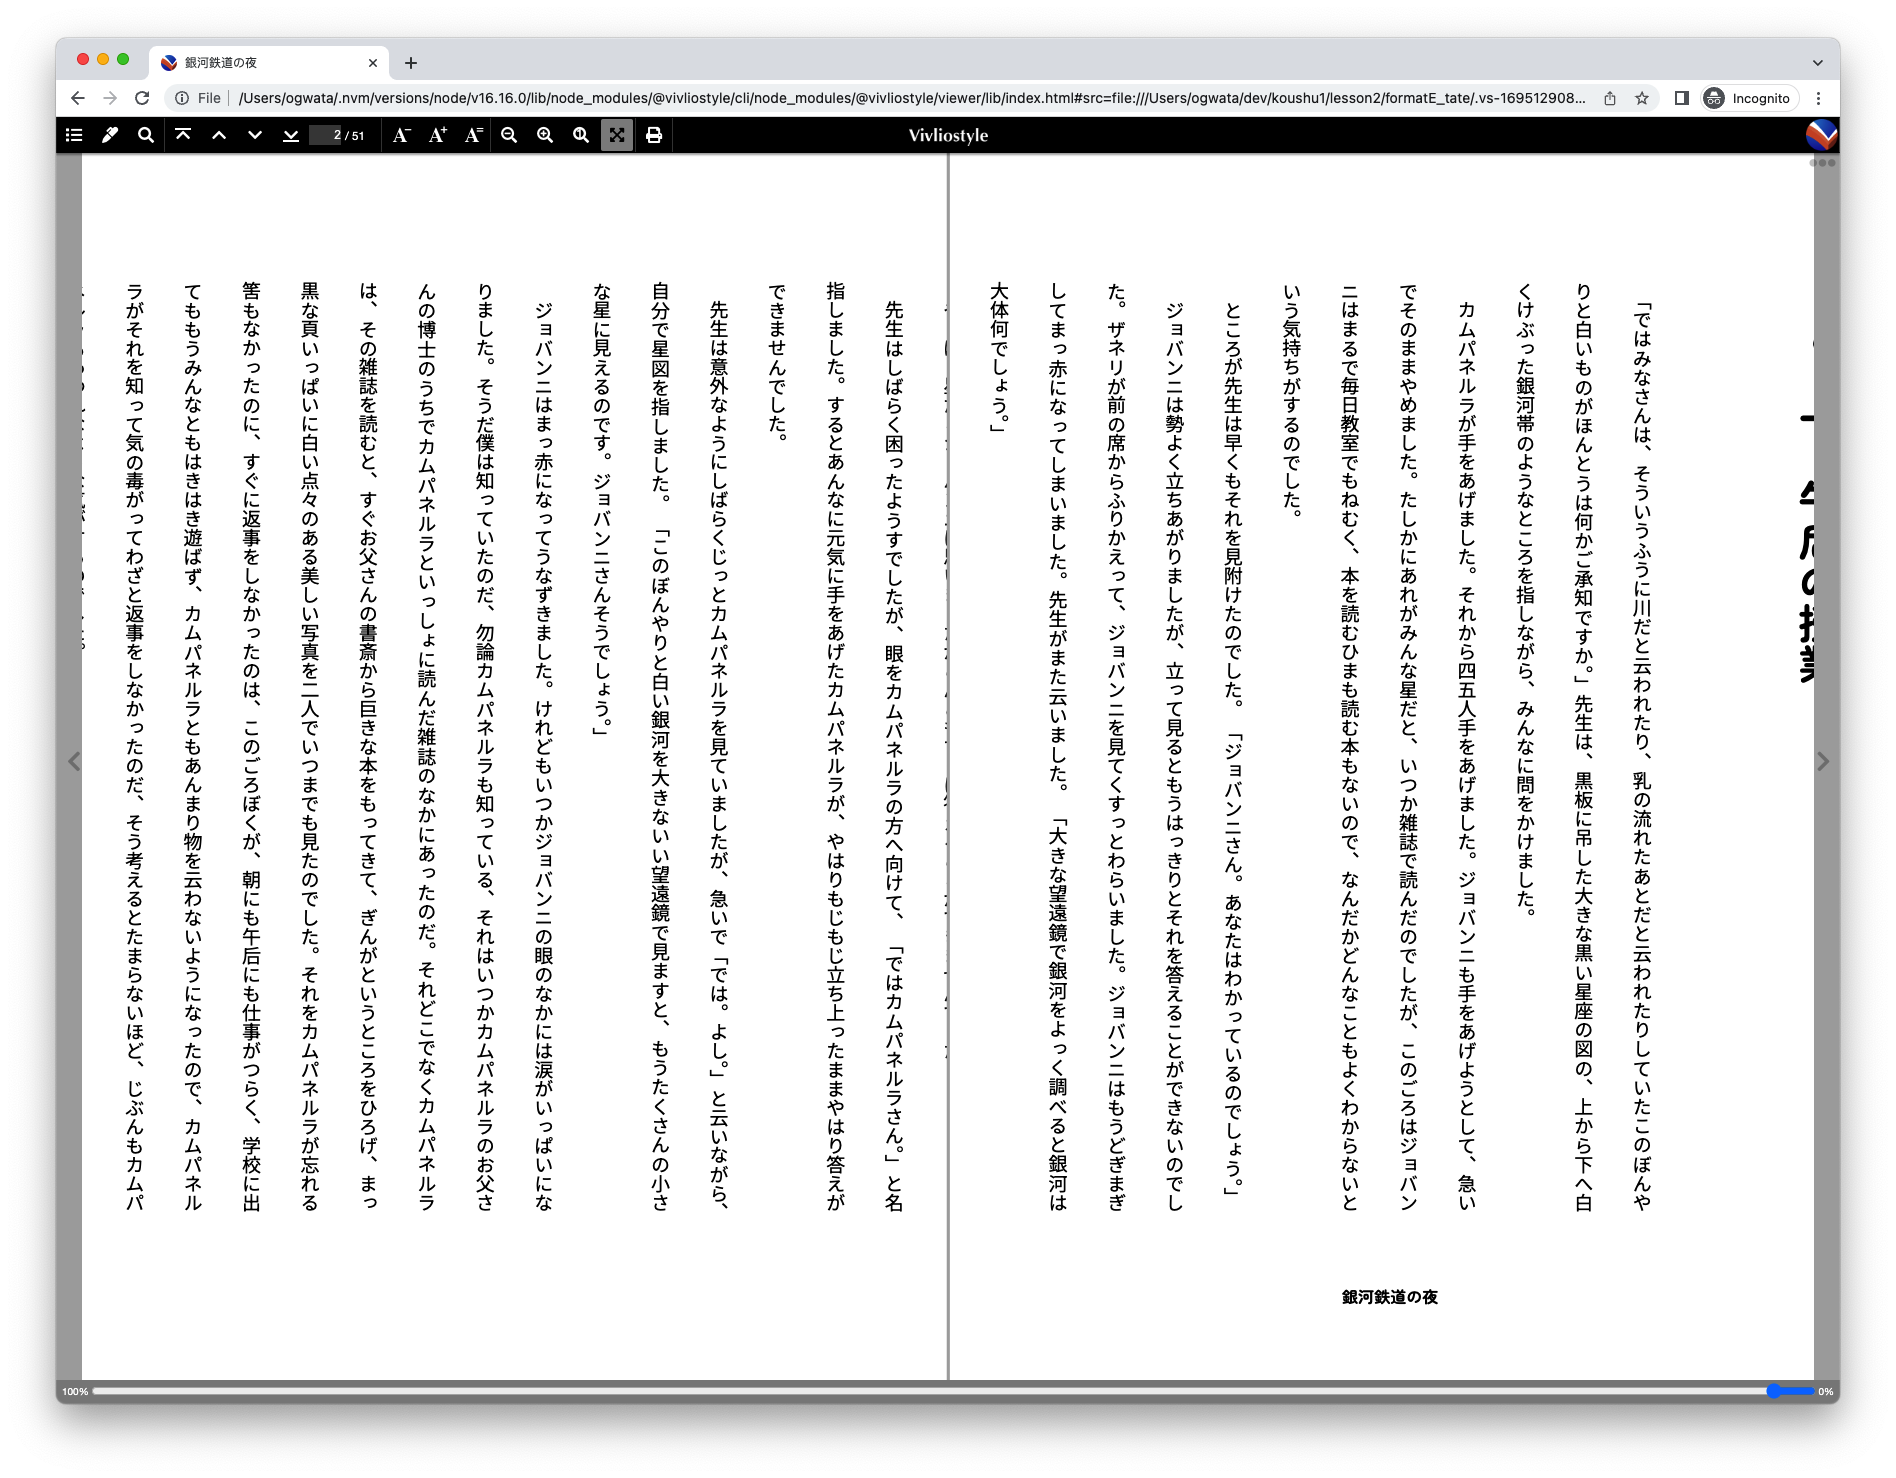 銀河鉄道の夜
File
/Users/ogwata/.nvm/versions/node/v16.16.0/lib/node_modules/@vivliostyle/cli/node_modules/@vivliostyle/viewer/lib/index.html#src=file:///Users/ogwata/dev/koushu1/lesson2/formatE_tate/.vs-169512908...
Incognito
2 / 51
A- A+ A=
Vivliostyle
「ではみなさんは、そういうふうに川だと云われたり、乳の流れたあとだと云われたりしていたこのぼんや
りと白いものがほんとうは何かご承知ですか。」先生は、黒板に吊した大きな黒い星座の図の、上から下へ白
くけぶった銀河帯のようなところを指しながら、みんなに問をかけました。
カムパネルラが手をあげました。それから四五人手をあげました。ジョバンニも手をあげようとして、急い
でそのままやめました。たしかにあれがみんな星だと、いつか雑誌で読んだのでしたが、このごろはジョバン
ニはまるで毎日教室でもねむく、本を読むひまも読む本もないので、なんだかどんなこともよくわからないと
いう気持ちがするのでした。
ところが先生は早くもそれを見附けたのでした。「ジョバンニさん。あなたはわかっているのでしょう。」
ジョバンニは勢よく立ちあがりましたが、立って見るともうはっきりとそれを答えることができないのでし
た。ザネリが前の席からふりかえって、ジョバンニを見てくすっとわらいました。ジョバンニはもうどぎまぎ
してまっ赤になってしまいました。先生がまた云いました。「大きな望遠鏡で銀河をよっく調べると銀河は
大体何でしょう。」
銀河鉄道の夜
先生はしばらく困ったようすでしたが、眼をカムパネルラの方へ向けて、「ではカムパネルラさん。」と名
指しました。するとあんなに元気に手をあげたカムパネルラが、やはりもじもじ立ち上ったままやはり答えが
できませんでした。
先生は意外なようにしばらくじっとカムパネルラを見ていましたが、急いで「では。よし。」と云いながら、
自分で星図を指しました。「このぼんやりと白い銀河を大きないい望遠鏡で見ますと、もうたくさんの小さ
な星に見えるのです。ジョバンニさんそうでしょう。」
ジョバンニはまっ赤になってうなずきました。けれどもいつかジョバンニの眼のなかには涙がいっぱいにな
りました。そうだ僕は知っていたのだ、勿論カムパネルラも知っている、それはいつかカムパネルラのお父さ
んの博士のうちでカムパネルラといっしょに読んだ雑誌のなかにあったのだ。それどこでなくカムパネルラ
は、その雑誌を読むと、すぐお父さんの書斎から巨きな本をもってきて、ぎんがというところをひろげ、まっ
黒な頁いっぱいに白い点々のある美しい写真を二人でいつまでも見たのでした。それをカムパネルラが忘れる
筈もなかったのに、すぐに返事をしなかったのは、このごろぼくが、朝にも午后にも仕事がつらく、学校に出
てももうみんなともはきはき遊ばず、カムパネルラともあんまり物を云わないようになったので、カムパネル
ラがそれを知って気の毒がってわざと返事をしなかったのだ、そう考えるとたまらないほど、じぶんもカムパ
100%
0%